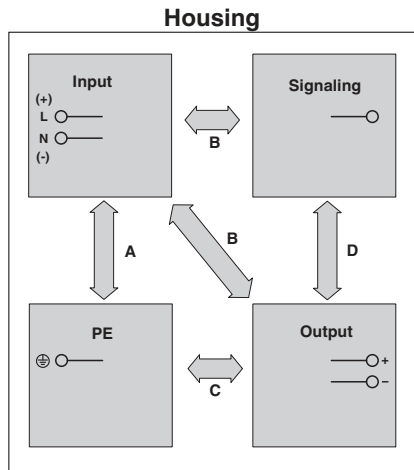 Housing
Input
Signaling
(+)
L
N
(-)
B
A
B
D
PE
Output
+
−
C